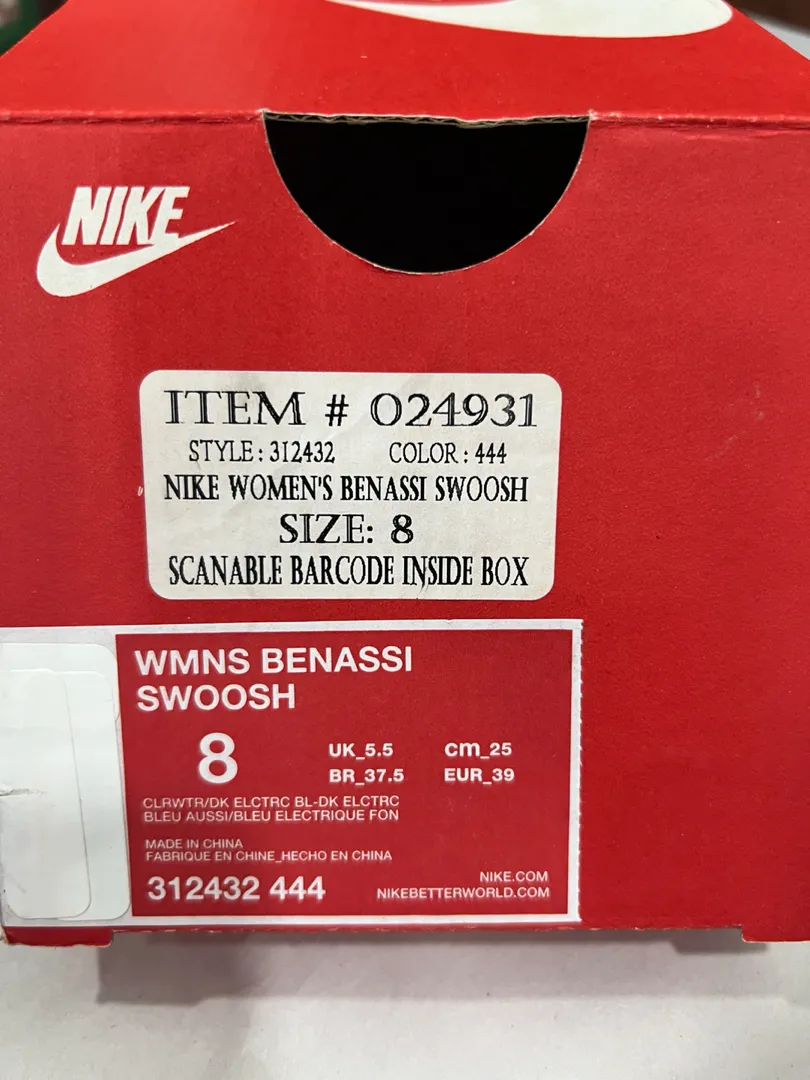 NIKE
ITEM # 024931
STYLE: 312432 COLOR: 444
NIKE WOMEN'S BENASSI SWOOSH
SIZE: 8
SCANABLE BARCODE INSIDE BOX
WMNS BENASSI
SWOOSH
8 UK_5.5 Cm_25
BR_37.5 EUR_39
CLRWTR/DK ELCTRC BL-DK ELCTRC
BLEU AUSSI/BLEU ELECTRIQUE FON
MADE IN CHINA
FABRIQUE EN CHINE_HECHO EN CHINA
NIKE.COM
312432 444 NIKEBETTERWORLD.COM